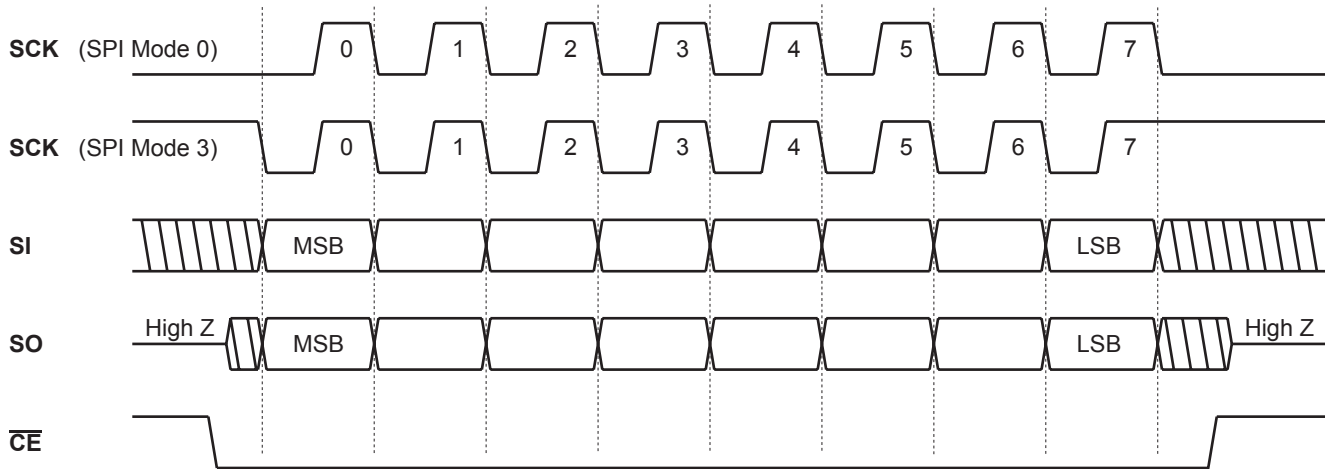 SCK (SPI Mode 0) 0 1 2 3 4 5 6 7
SCK (SPI Mode 3) 0 1 2 3 4 5 6 7
SI MSB LSB
SO High Z MSB LSB High Z
C̅E̅